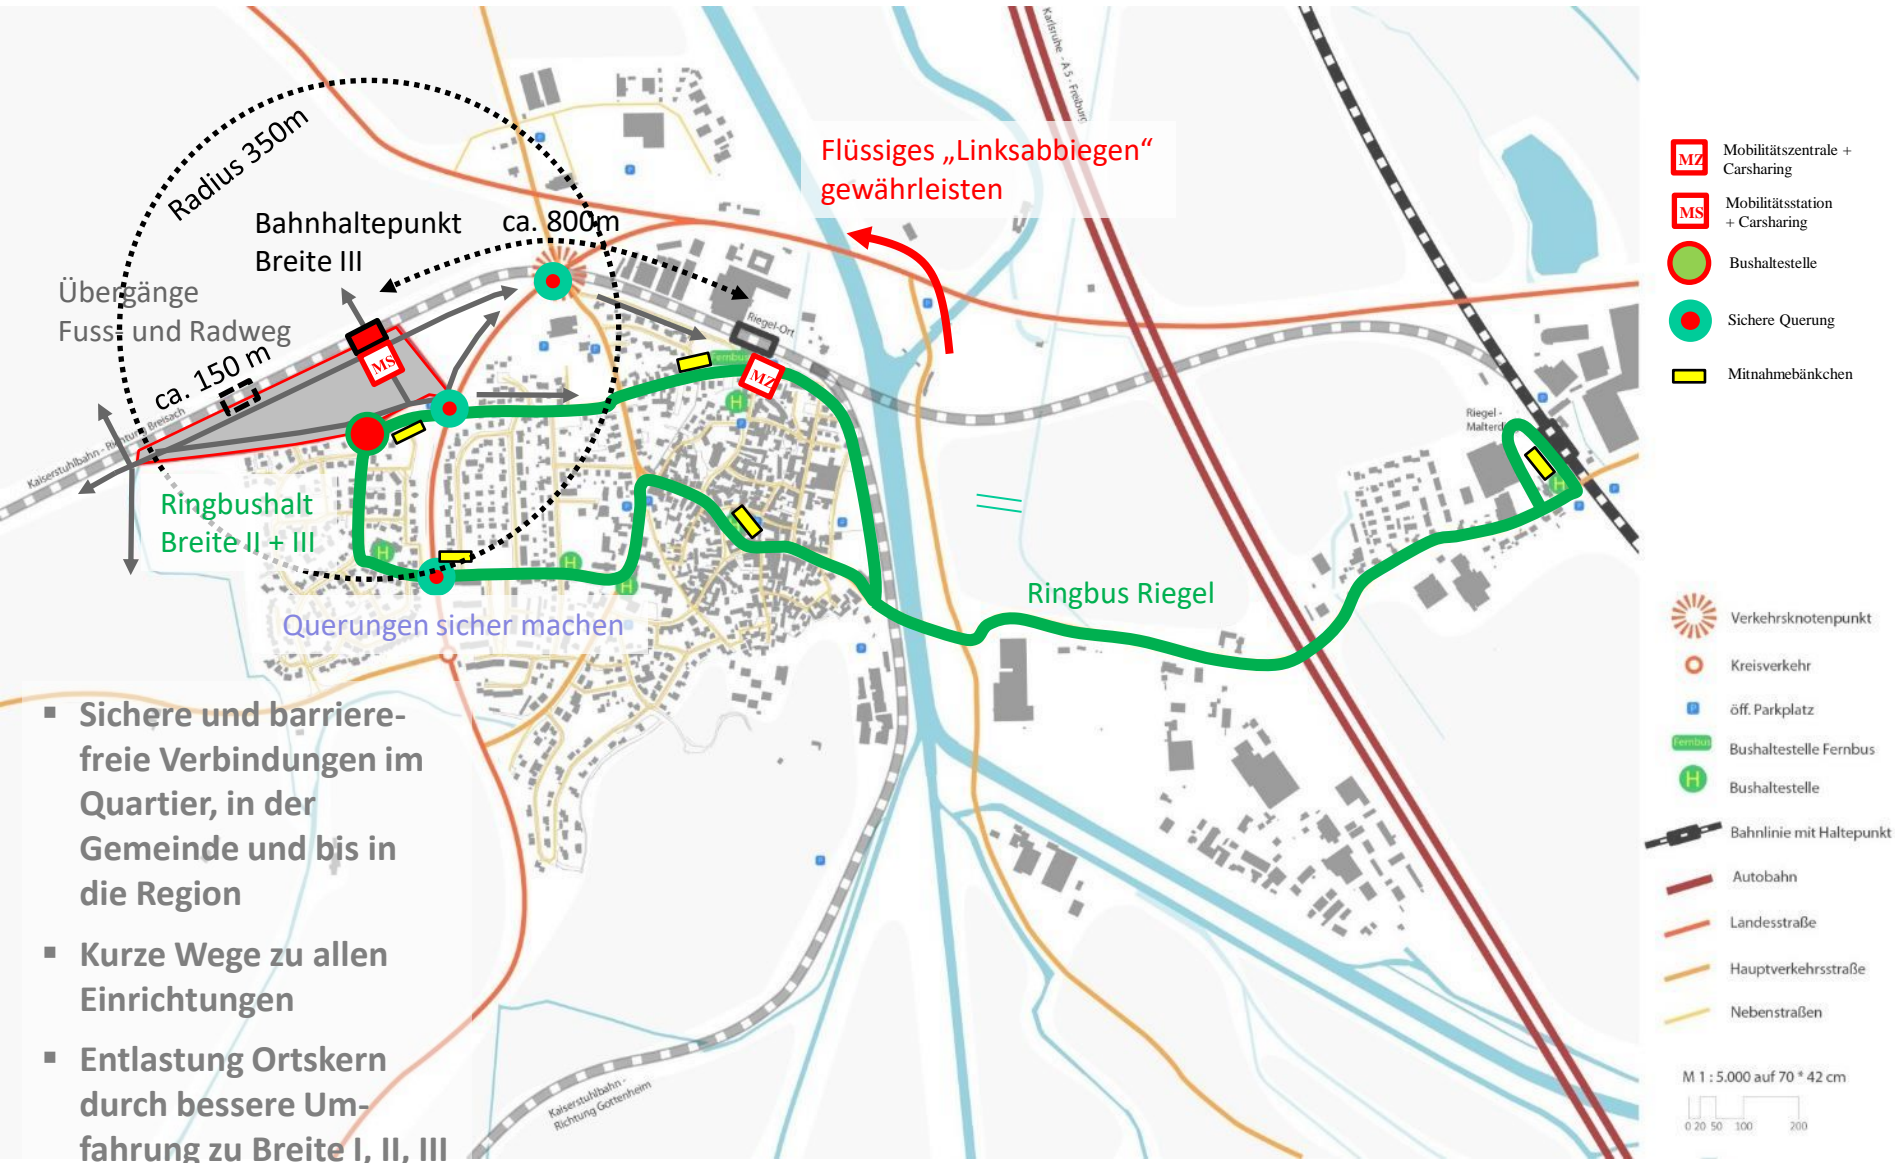 Radius 350m
Bahnhaltepunkt
Breite III
ca. 800m
Flüssiges „Linksabbiegen“
gewährleisten
Karlsruhe - A 5 - Freiburg
Übergänge
Fuss- und Radweg
ca. 150 m
MS
Riegel-Ort
Fernbus
MZ
H
Kaiserstuhlbahn - Richtung Breisach
Riegel -
Malterd
H
Ringbushalt
Breite II + III
H
H
H
Querungen sicher machen
Ringbus Riegel
Kaiserstuhlbahn -
Richtung Gottenheim
▪ Sichere und barriere-
freie Verbindungen im
Quartier, in der
Gemeinde und bis in
die Region
▪ Kurze Wege zu allen
Einrichtungen
▪ Entlastung Ortskern
durch bessere Um-
fahrung zu Breite I, II, III
MZ Mobilitätszentrale +
Carsharing
MS Mobilitätsstation
+ Carsharing
Bushaltestelle
Sichere Querung
Mitnahmebänkchen
Verkehrsknotenpunkt
Kreisverkehr
P öff. Parkplatz
Fernbus Bushaltestelle Fernbus
H Bushaltestelle
Bahnlinie mit Haltepunkt
Autobahn
Landesstraße
Hauptverkehrsstraße
Nebenstraßen
M 1 : 5.000 auf 70 * 42 cm
0 20 50 100 200